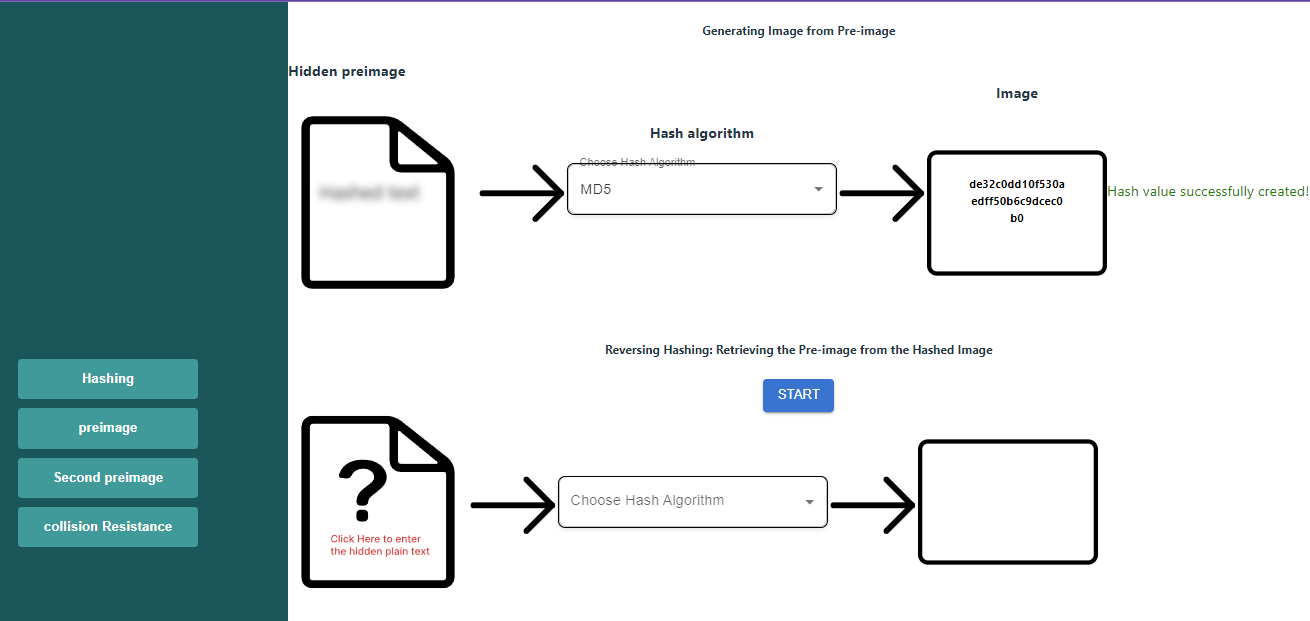 Generating Image from Pre-image
Hidden preimage
Image
Hash algorithm
Choose Hash Algorithm
MD5
de32c0dd10f530a
edff50b6c9dcec0
b0
Hash value successfully created!
Hashed text
Reversing Hashing: Retrieving the Pre-image from the Hashed Image
START
Hashing
preimage
Second preimage
collision Resistance
Choose Hash Algorithm
Click Here to enter
the hidden plain text
?